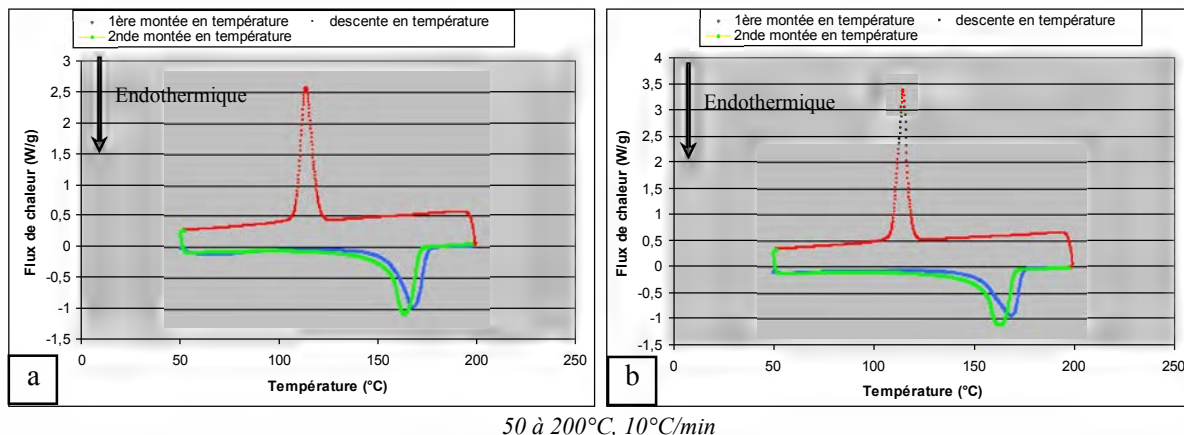 1ère montée en température
descente en température
2nde montée en température
3
2,5
2
1,5
1
0,5
0
-0,5
-1
-1,5
Endothermique
Flux de chaleur (W/g)
0
50
100
150
200
250
Température (°C)
a
1ère montée en température
descente en température
2nde montée en température
4
3,5
3
2,5
2
1,5
1
0,5
0
-0,5
-1
-1,5
Endothermique
Flux de chaleur (W/g)
0
50
100
150
200
250
Température (°C)
b
50 à 200°C, 10°C/min